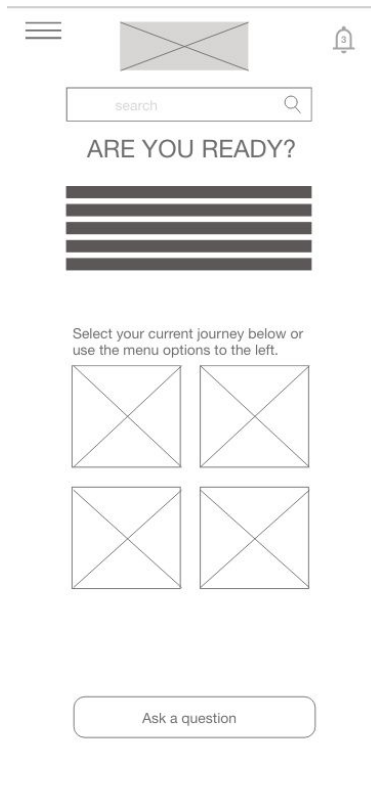 3
search
ARE YOU READY?
Select your current journey below or
use the menu options to the left.
Ask a question